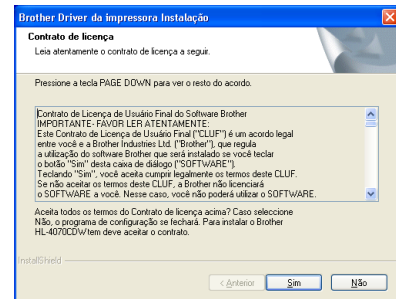 Brother Driver da impressora Instalação
Contrato de licença
Leia atentamente o contrato de licença a seguir.
Pressione a tecla PAGE DOWN para ver o resto do acordo.
Contrato de Licença de Usuário Final do Software Brother
IMPORTANTE- FAVOR LER ATENTAMENTE:
Este Contrato de Licença de Usuário Final ("CLUF") é um acordo legal
entre você e a Brother Industries Ltd. ("Brother"), que regula
a utilização do software Brother que será instalado se você teclar
o botão "Sim" desta caixa de diálogo ("SOFTWARE").
Teclando "Sim", você aceita cumprir legalmente os termos deste CLUF.
Se não aceitar os termos deste CLUF, a Brother não licenciará
o SOFTWARE a você. Nesse caso, você não poderá utilizar o SOFTWARE.
Aceita todos os termos do Contrato de licença acima? Caso seleccione
Não, o programa de configuração se fechará. Para instalar o Brother
HL-4070CDW tem deve aceitar o contrato.
InstallShield
< Anterior
Sim
Não